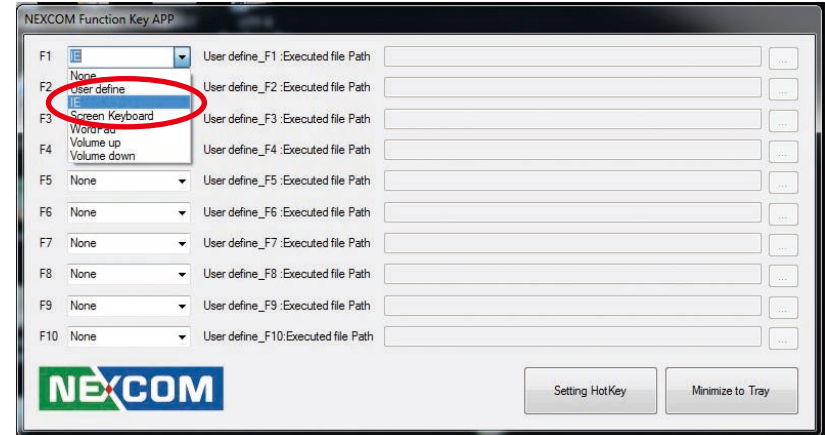 NEXCOM Function Key APP
F1 IE User define_F1 :Executed file Path ...
None
User define
IE
Screen Keyboard
WordPad
Volume up
Volume down
F2 User define_F2 :Executed file Path ...
F3 User define_F3 :Executed file Path ...
F4 User define_F4 :Executed file Path ...
F5 None User define_F5 :Executed file Path ...
F6 None User define_F6 :Executed file Path ...
F7 None User define_F7 :Executed file Path ...
F8 None User define_F8 :Executed file Path ...
F9 None User define_F9 :Executed file Path ...
F10 None User define_F10:Executed file Path ...
NEXCOM
Setting HotKey Minimize to Tray